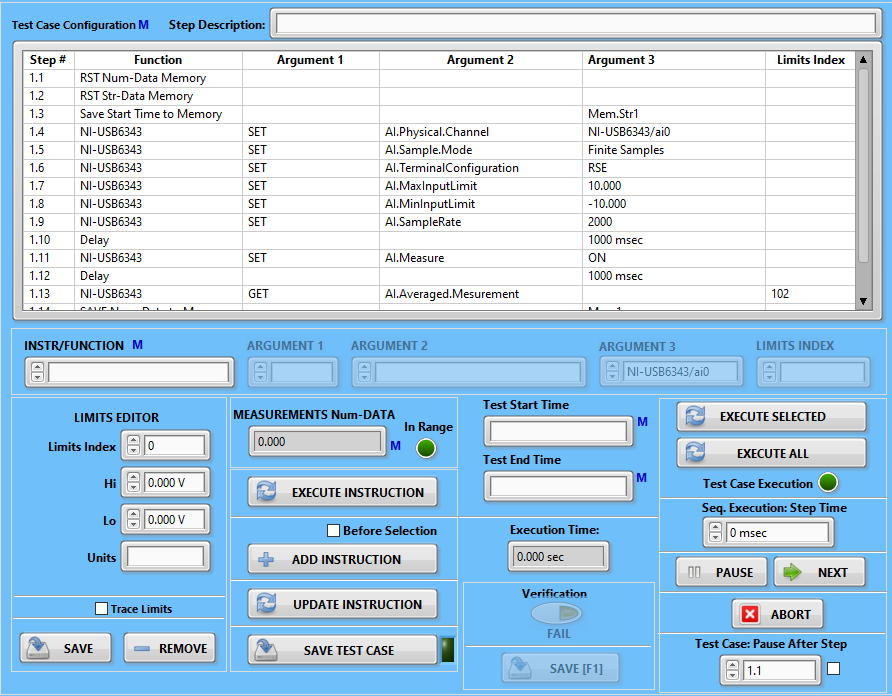 Test Case Configuration M Step Description:
Step # Function Argument 1 Argument 2 Argument 3 Limits Index
1.1 RST Num-Data Memory
1.2 RST Str-Data Memory
1.3 Save Start Time to Memory Mem.Str1
1.4 NI-USB6343 SET AI.Physical.Channel NI-USB6343/ai0
1.5 NI-USB6343 SET AI.Sample.Mode Finite Samples
1.6 NI-USB6343 SET AI.TerminalConfiguration RSE
1.7 NI-USB6343 SET AI.MaxInputLimit 10.000
1.8 NI-USB6343 SET AI.MinInputLimit -10.000
1.9 NI-USB6343 SET AI.SampleRate 2000
1.10 Delay 1000 msec
1.11 NI-USB6343 SET AI.Measure ON
1.12 Delay 1000 msec
1.13 NI-USB6343 GET AI.Averaged.Mesurement 102
INSTR/FUNCTION M ARGUMENT 1 ARGUMENT 2 ARGUMENT 3 LIMITS INDEX
NI-USB6343/ai0
LIMITS EDITOR
Limits Index 0
Hi 0.000 V
Lo 0.000 V
Units
Trace Limits
SAVE REMOVE
MEASUREMENTS Num-DATA
0.000 M In Range
EXECUTE INSTRUCTION
Before Selection
ADD INSTRUCTION
UPDATE INSTRUCTION
SAVE TEST CASE
Test Start Time
M
Test End Time
M
Execution Time:
0.000 sec
Verification
FAIL
SAVE [F1]
EXECUTE SELECTED
EXECUTE ALL
Test Case Execution
Seq. Execution: Step Time
0 msec
PAUSE NEXT
ABORT
Test Case: Pause After Step
1.1